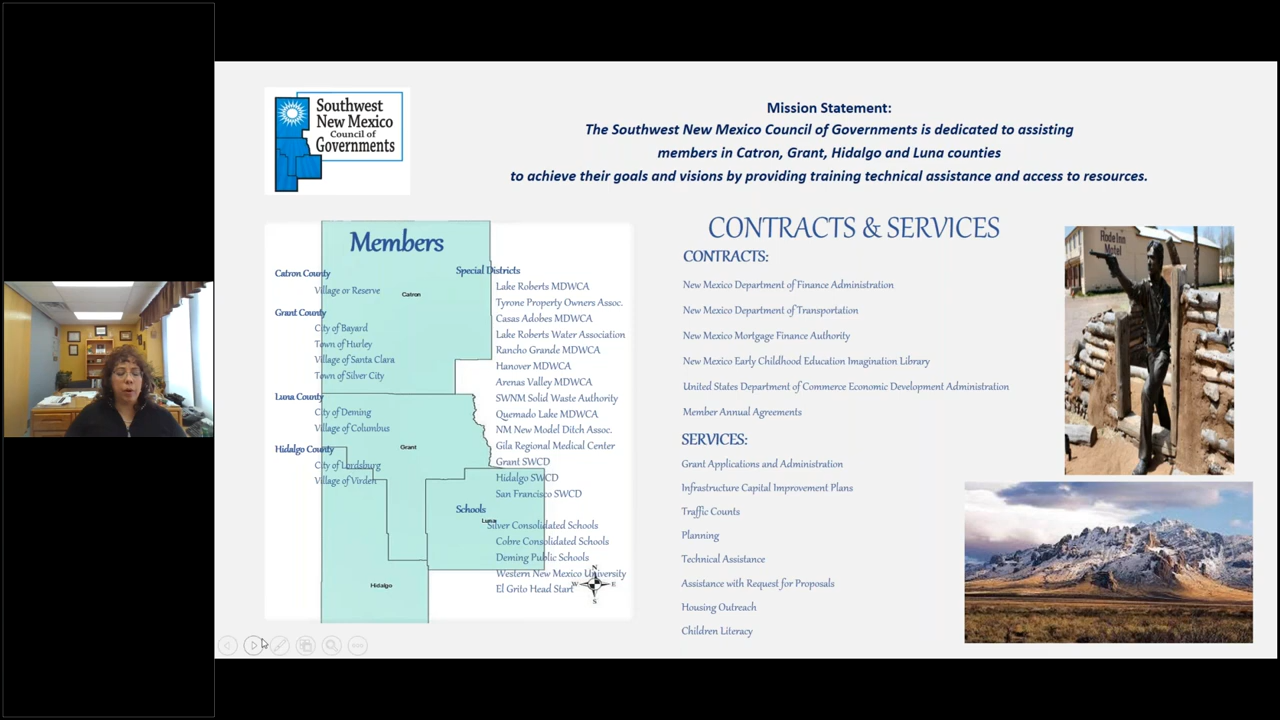 Southwest
New Mexico
Council of
Governments
Mission Statement:
The Southwest New Mexico Council of Governments is dedicated to assisting
members in Catron, Grant, Hidalgo and Luna counties
to achieve their goals and visions by providing training technical assistance and access to resources.
Members
Catron County
Village or Reserve
Grant County
City of Bayard
Town of Hurley
Village of Santa Clara
Town of Silver City
Luna County
City of Deming
Village of Columbus
Hidalgo County
City of Lordsburg
Village of Virden
Catron
Grant
Luna
Hidalgo
Special Districts
Lake Roberts MDWCA
Tyrone Property Owners Assoc.
Casas Adobes MDWCA
Lake Roberts Water Association
Rancho Grande MDWCA
Hanover MDWCA
Arenas Valley MDWCA
SWNM Solid Waste Authority
Quemado Lake MDWCA
NM New Model Ditch Assoc.
Gila Regional Medical Center
Grant SWCD
Hidalgo SWCD
San Francisco SWCD
Schools
Silver Consolidated Schools
Cobre Consolidated Schools
Deming Public Schools
Western New Mexico University
El Grito Head Start
N
W E
S
CONTRACTS & SERVICES
CONTRACTS:
New Mexico Department of Finance Administration
New Mexico Department of Transportation
New Mexico Mortgage Finance Authority
New Mexico Early Childhood Education Imagination Library
United States Department of Commerce Economic Development Administration
Member Annual Agreements
SERVICES:
Grant Applications and Administration
Infrastructure Capital Improvement Plans
Traffic Counts
Planning
Technical Assistance
Assistance with Request for Proposals
Housing Outreach
Children Literacy
Rode Inn
Motel